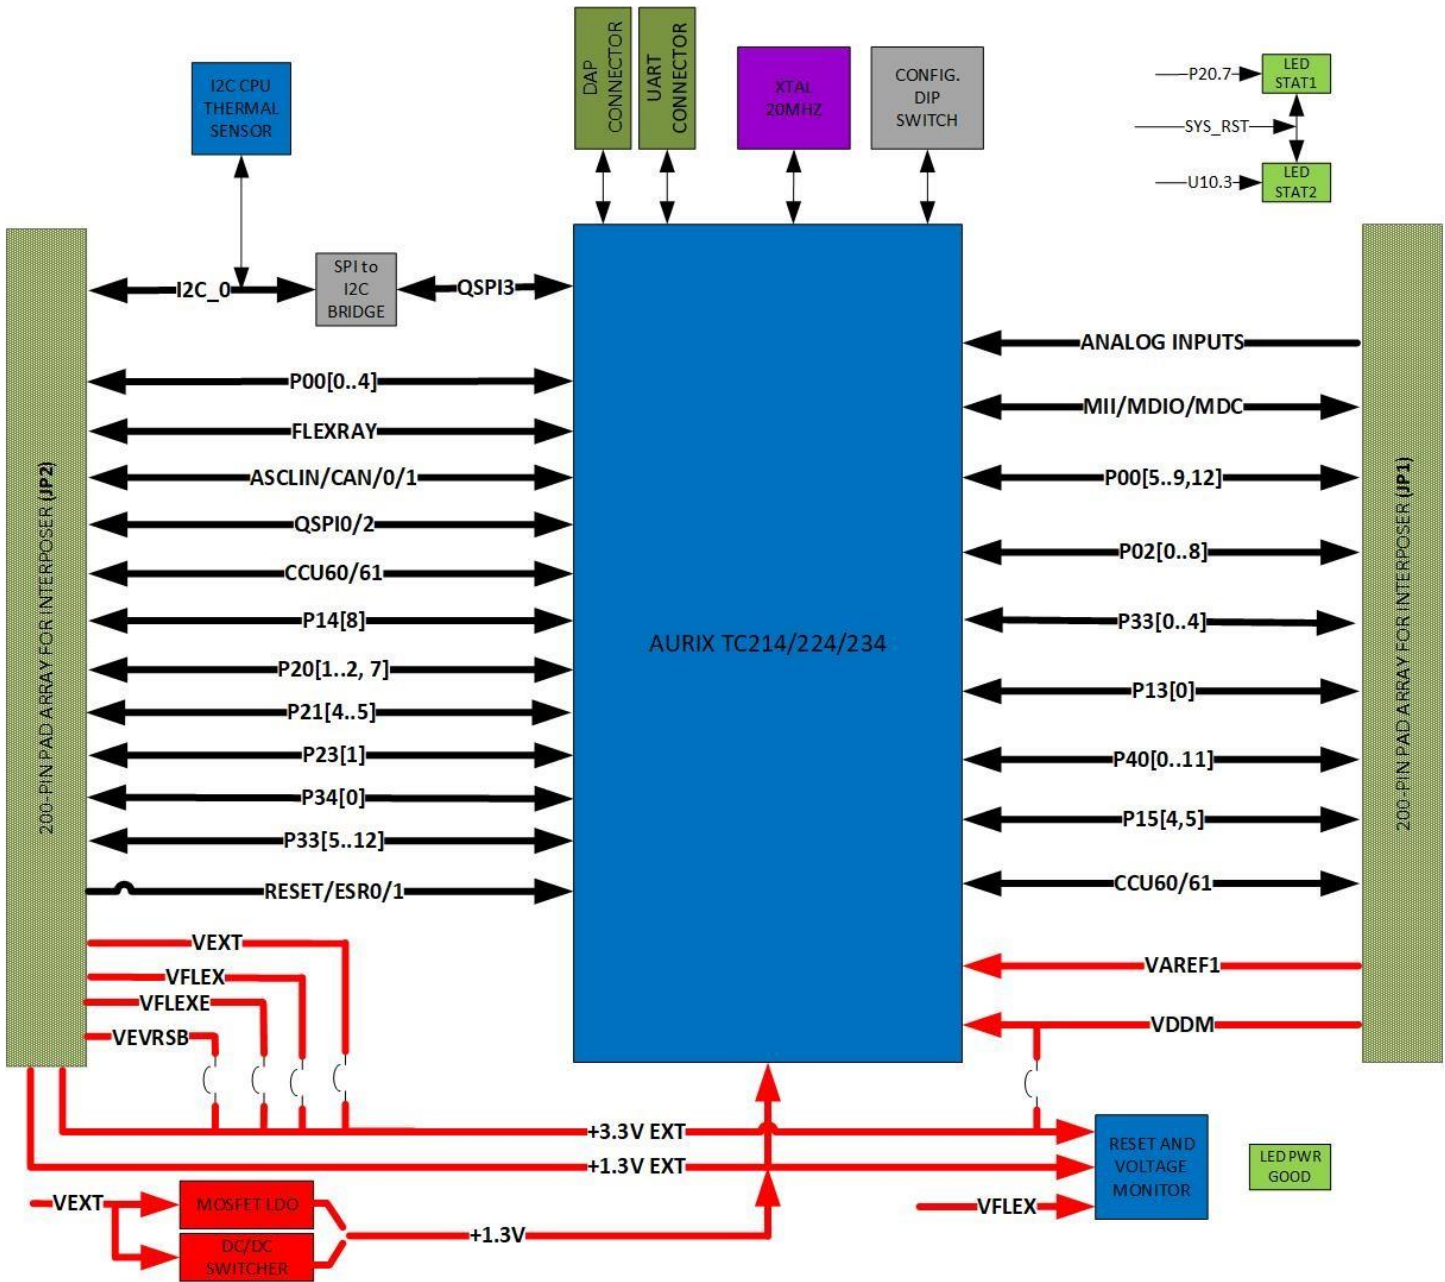 DAP
CONNECTOR
UART
CONNECTOR
XTAL
20MHZ
CONFIG.
DIP
SWITCH
I2C CPU
THERMAL
SENSOR
P20.7
LED
STAT1
SYS_RST
U10.3
LED
STAT2
I2C_0
SPI to
I2C
BRIDGE
QSPI3
200-PIN PAD ARRAY FOR INTERPOSER (JP2)
P00[0..4]
FLEXRAY
ASCLIN/CAN/0/1
QSPI0/2
CCU60/61
P14[8]
P20[1..2, 7]
P21[4..5]
P23[1]
P34[0]
P33[5..12]
RESET/ESR0/1
VEXT
VFLEX
VFLEXE
VEVRSB
AURIX TC214/224/234
ANALOG INPUTS
MII/MDIO/MDC
P00[5..9,12]
P02[0..8]
P33[0..4]
P13[0]
P40[0..11]
P15[4,5]
CCU60/61
VAREF1
VDDM
200-PIN PAD ARRAY FOR INTERPOSER (JP1)
+3.3V EXT
+1.3V EXT
RESET AND
VOLTAGE
MONITOR
LED PWR
GOOD
VFLEX
VEXT
MOSFET LDO
DC/DC
SWITCHER
+1.3V